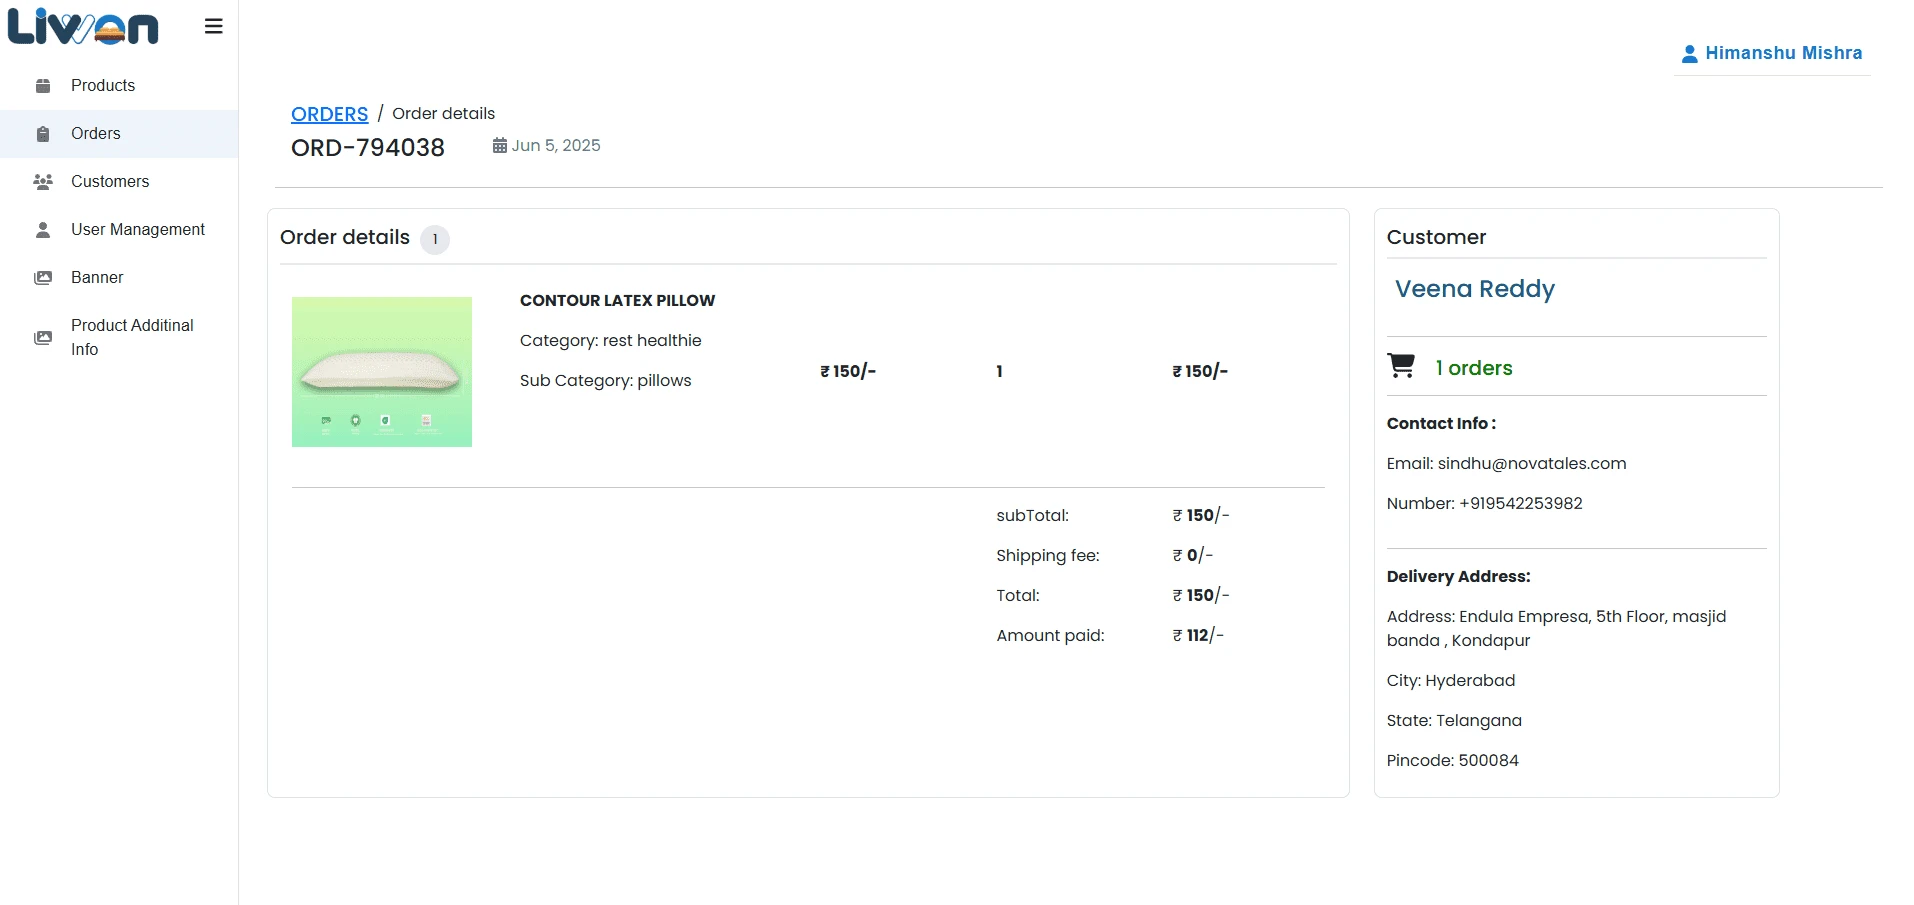 Liwon
Himanshu Mishra
Products
Orders
Customers
User Management
Banner
Product Additinal
Info
ORDERS / Order details
ORD-794038
Jun 5, 2025
Order details 1
CONTOUR LATEX PILLOW
Category: rest healthie
Sub Category: pillows
₹ 150/-
1
₹ 150/-
subTotal: ₹ 150/-
Shipping fee: ₹ 0/-
Total: ₹ 150/-
Amount paid: ₹ 112/-
Customer
Veena Reddy
1 orders
Contact Info :
Email: sindhu@novatales.com
Number: +919542253982
Delivery Address:
Address: Endula Empresa, 5th Floor, masjid
banda , Kondapur
City: Hyderabad
State: Telangana
Pincode: 500084